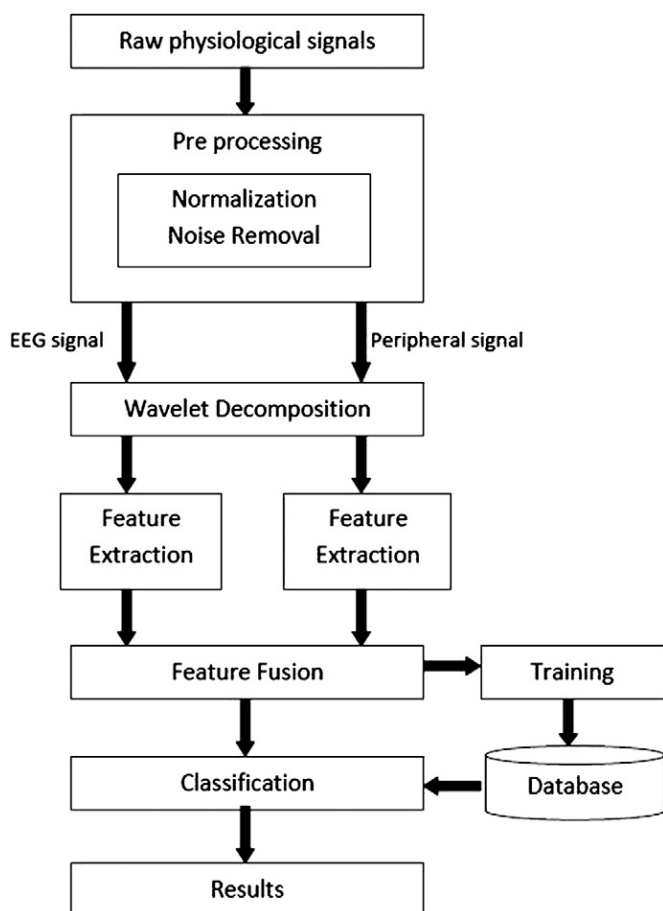 Raw physiological signals
Pre processing
Normalization
Noise Removal
EEG signal
Peripheral signal
Wavelet Decomposition
Feature
Extraction
Feature
Extraction
Feature Fusion
Training
Classification
Database
Results